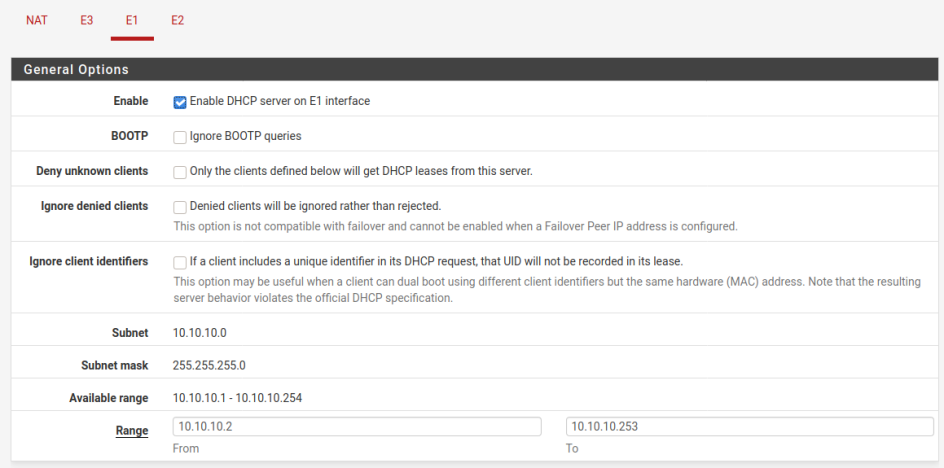 NAT E3 E1 E2
General Options
Enable Enable DHCP server on E1 interface
BOOTP Ignore BOOTP queries
Deny unknown clients Only the clients defined below will get DHCP leases from this server.
Ignore denied clients Denied clients will be ignored rather than rejected.
This option is not compatible with failover and cannot be enabled when a Failover Peer IP address is configured.
Ignore client identifiers If a client includes a unique identifier in its DHCP request, that UID will not be recorded in its lease.
This option may be useful when a client can dual boot using different client identifiers but the same hardware (MAC) address. Note that the resulting
server behavior violates the official DHCP specification.
Subnet 10.10.10.0
Subnet mask 255.255.255.0
Available range 10.10.10.1 - 10.10.10.254
Range 10.10.10.2 10.10.10.253
From To